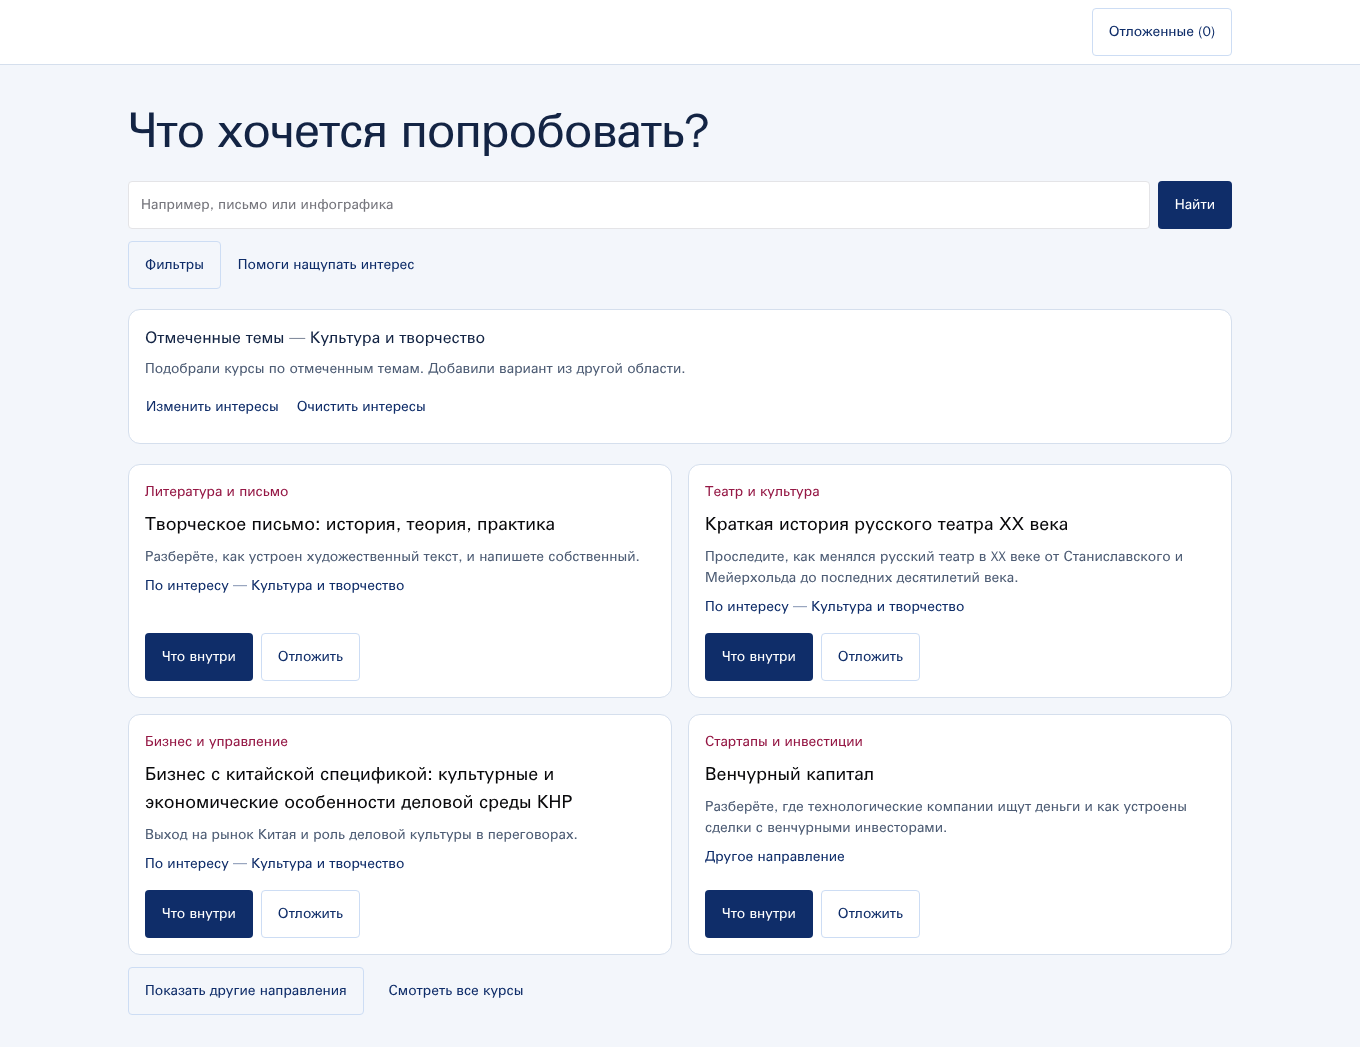 Отложенные (0)
Что хочется попробовать?
Например, письмо или инфографика
Найти
Фильтры
Помоги нащупать интерес
Отмеченные темы — Культура и творчество
Подобрали курсы по отмеченным темам. Добавили вариант из другой области.
Изменить интересы
Очистить интересы
Литература и письмо
Творческое письмо: история, теория, практика
Разберёте, как устроен художественный текст, и напишете собственный.
По интересу — Культура и творчество
Что внутри
Отложить
Театр и культура
Краткая история русского театра XX века
Проследите, как менялся русский театр в XX веке от Станиславского и
Мейерхольда до последних десятилетий века.
По интересу — Культура и творчество
Что внутри
Отложить
Бизнес и управление
Бизнес с китайской спецификой: культурные и
экономические особенности деловой среды КНР
Выход на рынок Китая и роль деловой культуры в переговорах.
По интересу — Культура и творчество
Что внутри
Отложить
Стартапы и инвестиции
Венчурный капитал
Разберёте, где технологические компании ищут деньги и как устроены
сделки с венчурными инвесторами.
Другое направление
Что внутри
Отложить
Показать другие направления
Смотреть все курсы